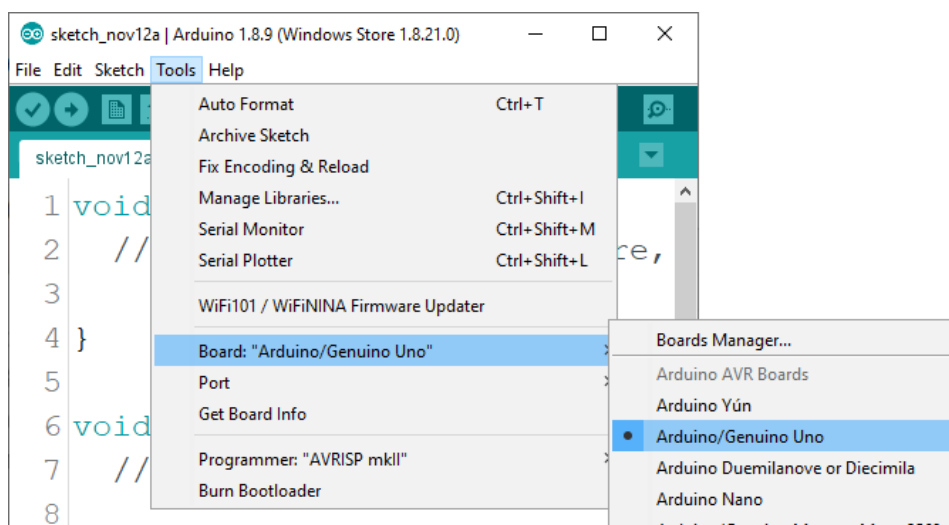 sketch_nov12a | Arduino 1.8.9 (Windows Store 1.8.21.0)
File Edit Sketch Tools Help
sketch_nov12a
1 void
2 // re,
3
4 }
5
6 void
7 //
8
Auto Format Ctrl+T
Archive Sketch
Fix Encoding & Reload
Manage Libraries... Ctrl+Shift+I
Serial Monitor Ctrl+Shift+M
Serial Plotter Ctrl+Shift+L
WiFi101 / WiFiNINA Firmware Updater
Board: "Arduino/Genuino Uno"
Port
Get Board Info
Programmer: "AVRISP mkII"
Burn Bootloader
Boards Manager...
Arduino AVR Boards
Arduino Yún
Arduino/Genuino Uno
Arduino Duemilanove or Diecimila
Arduino Nano